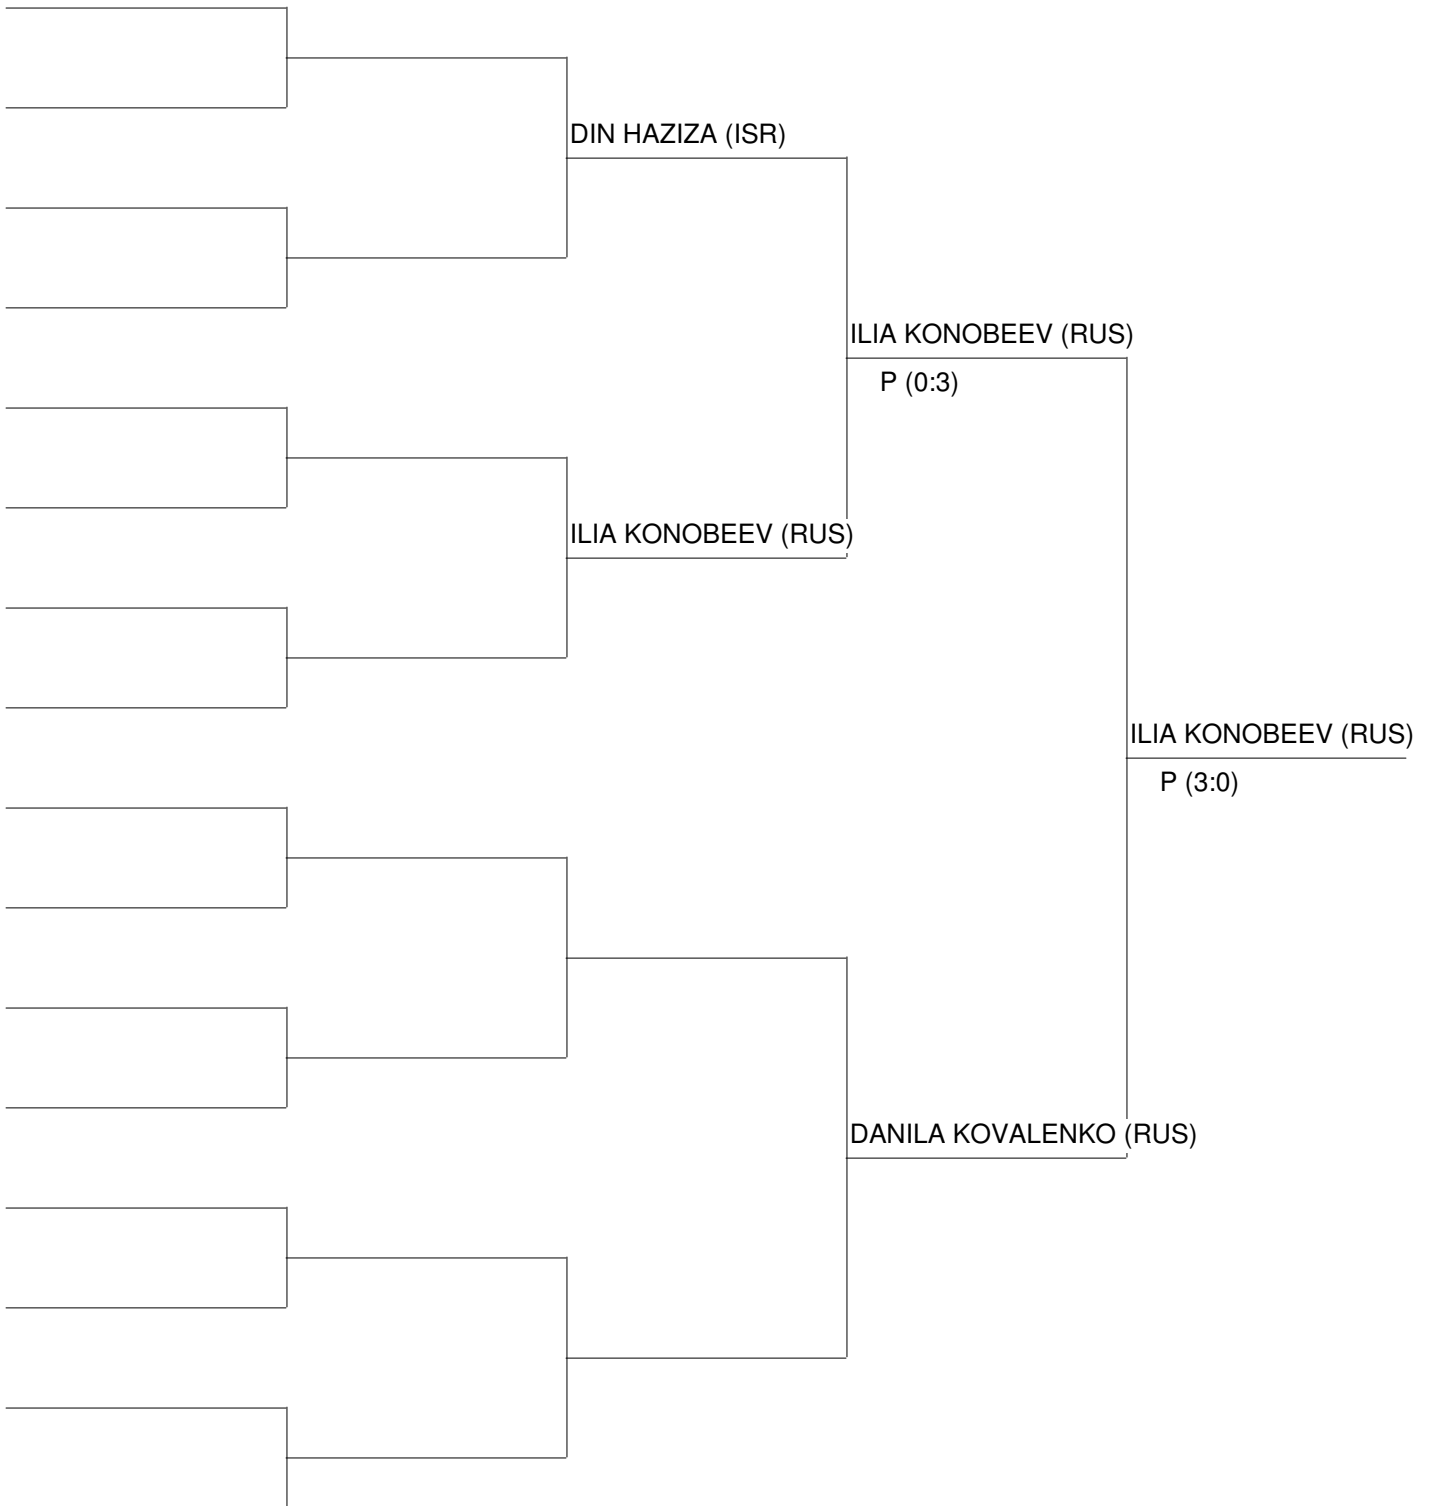 DIN HAZIZA (ISR)
ILIA KONOBEEV (RUS)
P (0:3)
ILIA KONOBEEV (RUS)
ILIA KONOBEEV (RUS)
P (3:0)
DANILA KOVALENKO (RUS)